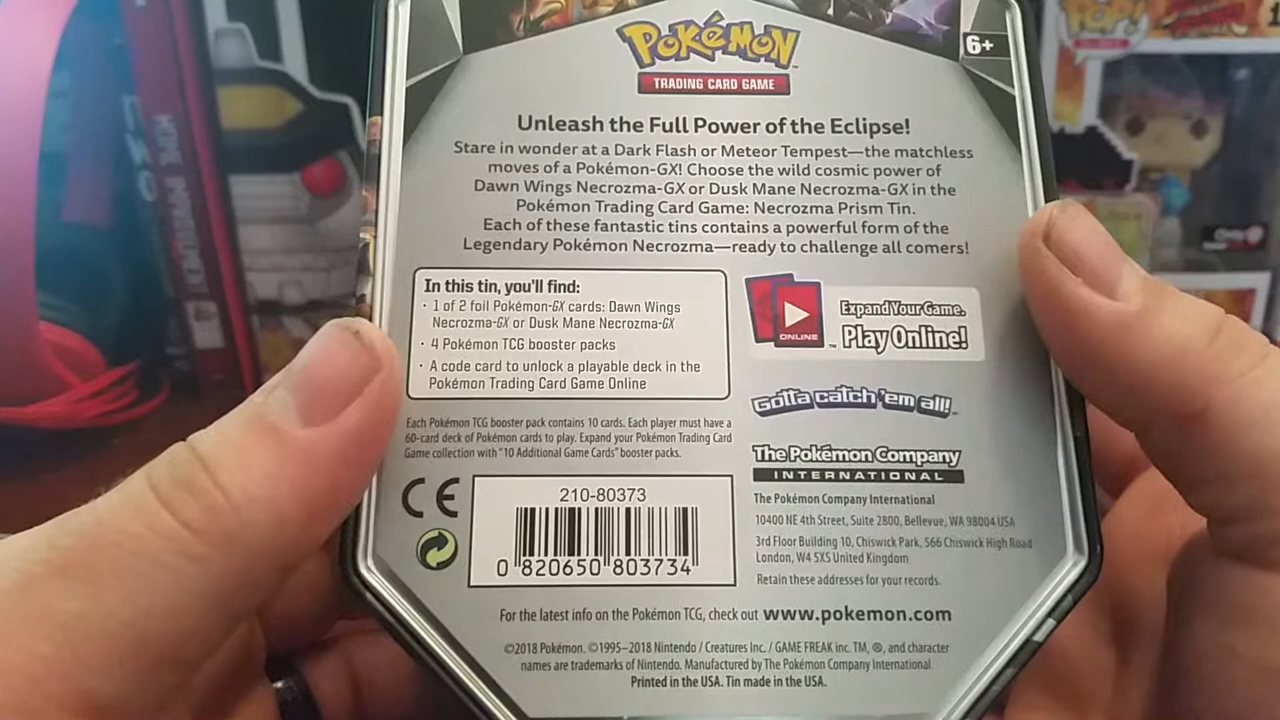 POKéMON
TRADING CARD GAME
6+
Unleash the Full Power of the Eclipse!
Stare in wonder at a Dark Flash or Meteor Tempest—the matchless
moves of a Pokémon-GX! Choose the wild cosmic power of
Dawn Wings Necrozma-GX or Dusk Mane Necrozma-GX in the
Pokémon Trading Card Game: Necrozma Prism Tin.
Each of these fantastic tins contains a powerful form of the
Legendary Pokémon Necrozma—ready to challenge all comers!
In this tin, you'll find:
• 1 of 2 foil Pokémon-GX cards: Dawn Wings
Necrozma-GX or Dusk Mane Necrozma-GX
• 4 Pokémon TCG booster packs
• A code card to unlock a playable deck in the
Pokémon Trading Card Game Online
Each Pokémon TCG booster pack contains 10 cards. Each player must have a
60-card deck of Pokémon cards to play. Expand your Pokémon Trading Card
Game collection with "10 Additional Game Cards" booster packs.
CE
210-80373
0 820650 803734
ONLINE
™
Expand Your Game.
Play Online!
Gotta catch 'em all!™
The Pokémon Company
INTERNATIONAL
The Pokémon Company International
10400 NE 4th Street, Suite 2800, Bellevue, WA 98004 USA
3rd Floor Building 10, Chiswick Park, 566 Chiswick High Road
London, W4 5XS United Kingdom
Retain these addresses for your records.
For the latest info on the Pokémon TCG, check out www.pokemon.com
©2018 Pokémon. ©1995–2018 Nintendo / Creatures Inc. / GAME FREAK inc. TM, ®, and character
names are trademarks of Nintendo. Manufactured by The Pokémon Company International.
Printed in the USA. Tin made in the USA.
POP!